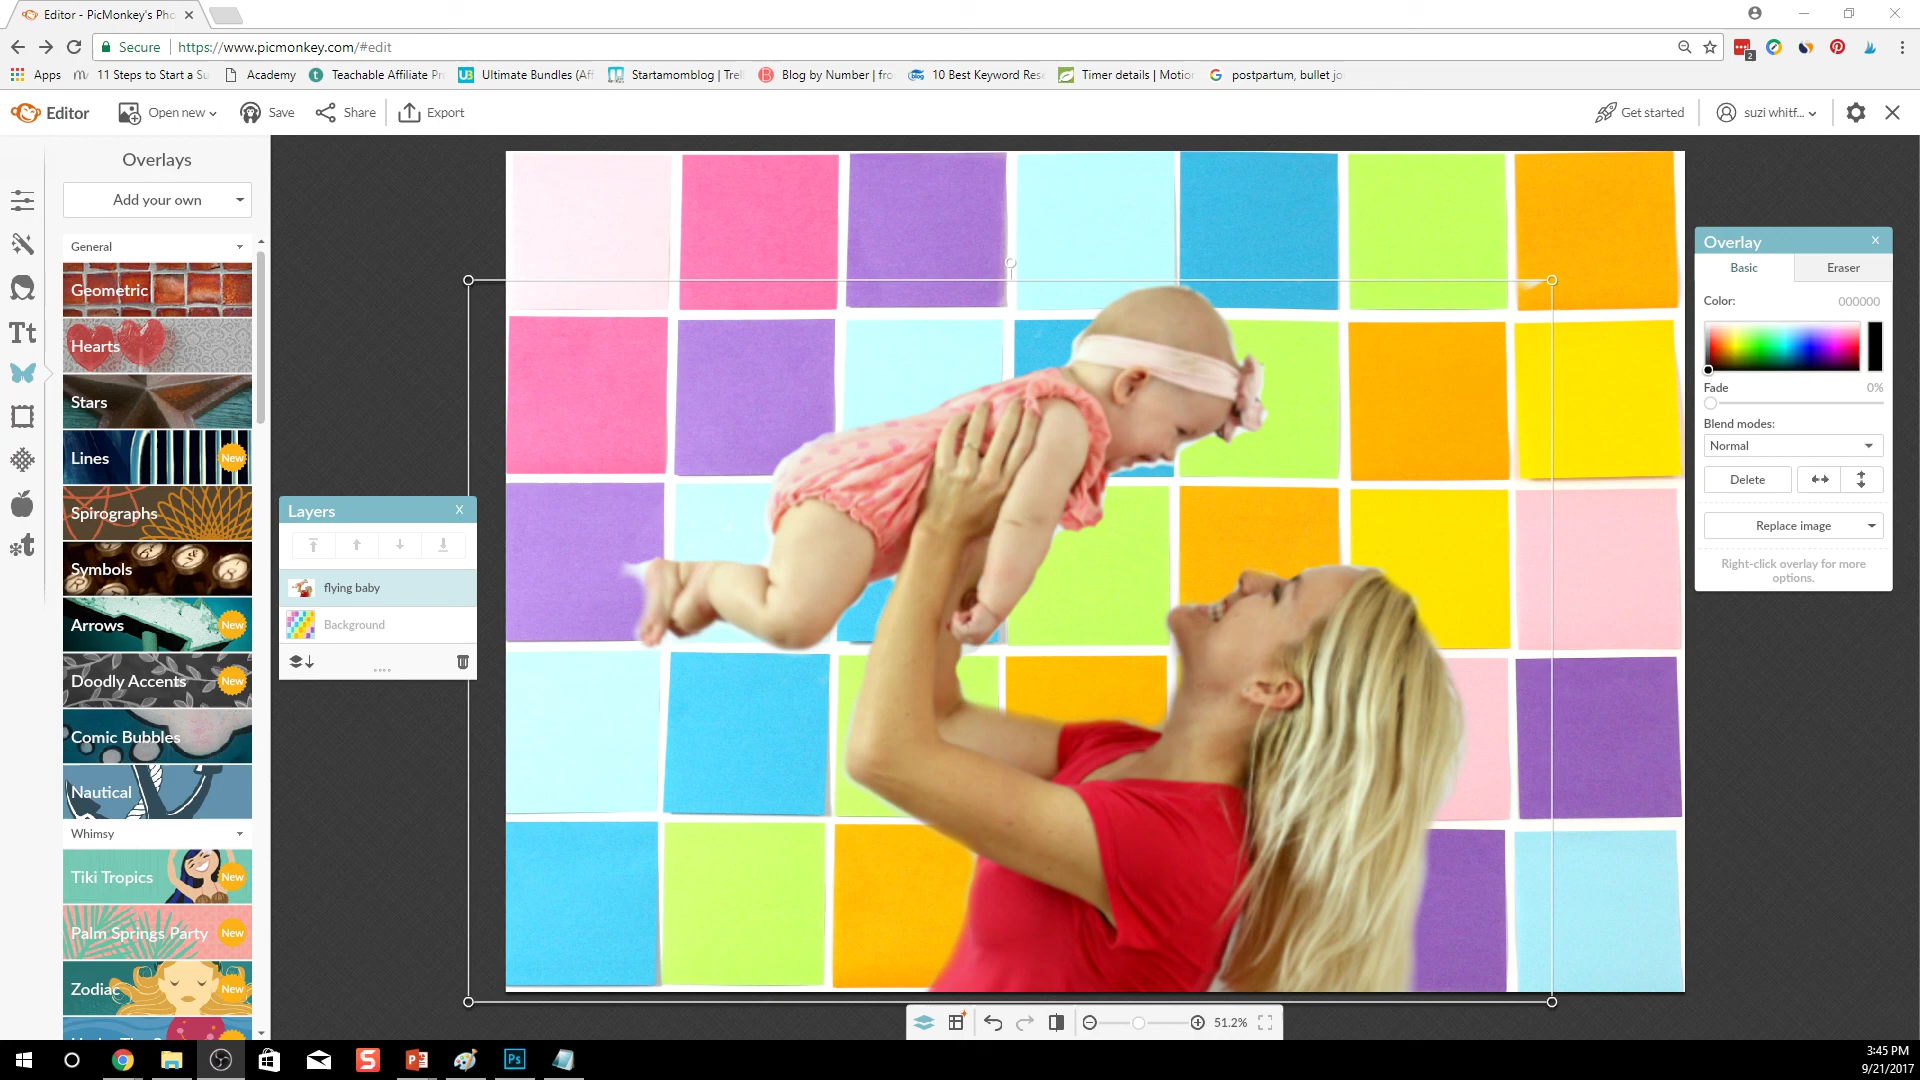 Editor - PicMonkey's Pho
Secure
https://www.picmonkey.com/#edit
2
Apps
11 Steps to Start a Su
Academy
Teachable Affiliate Pr
Ultimate Bundles (Aff
Startamomblog | Trel
Blog by Number | fro
10 Best Keyword Rese
Timer details | Motio
postpartum, bullet jo
Editor
Open new
Save
Share
Export
Get started
suzi whitf...
Overlays
Add your own
General
Geometric
Hearts
Stars
Lines
New
Spirographs
Symbols
Arrows
New
Doodly Accents
New
Comic Bubbles
Nautical
Whimsy
Tiki Tropics
New
Palm Springs Party
New
Zodiac
New
Tt
Layers
X
flying baby
Background
Overlay
X
Basic
Eraser
Color:
000000
Fade
0%
Blend modes:
Normal
Delete
Replace image
Right-click overlay for more
options.
51.2%
3:45 PM
9/21/2017